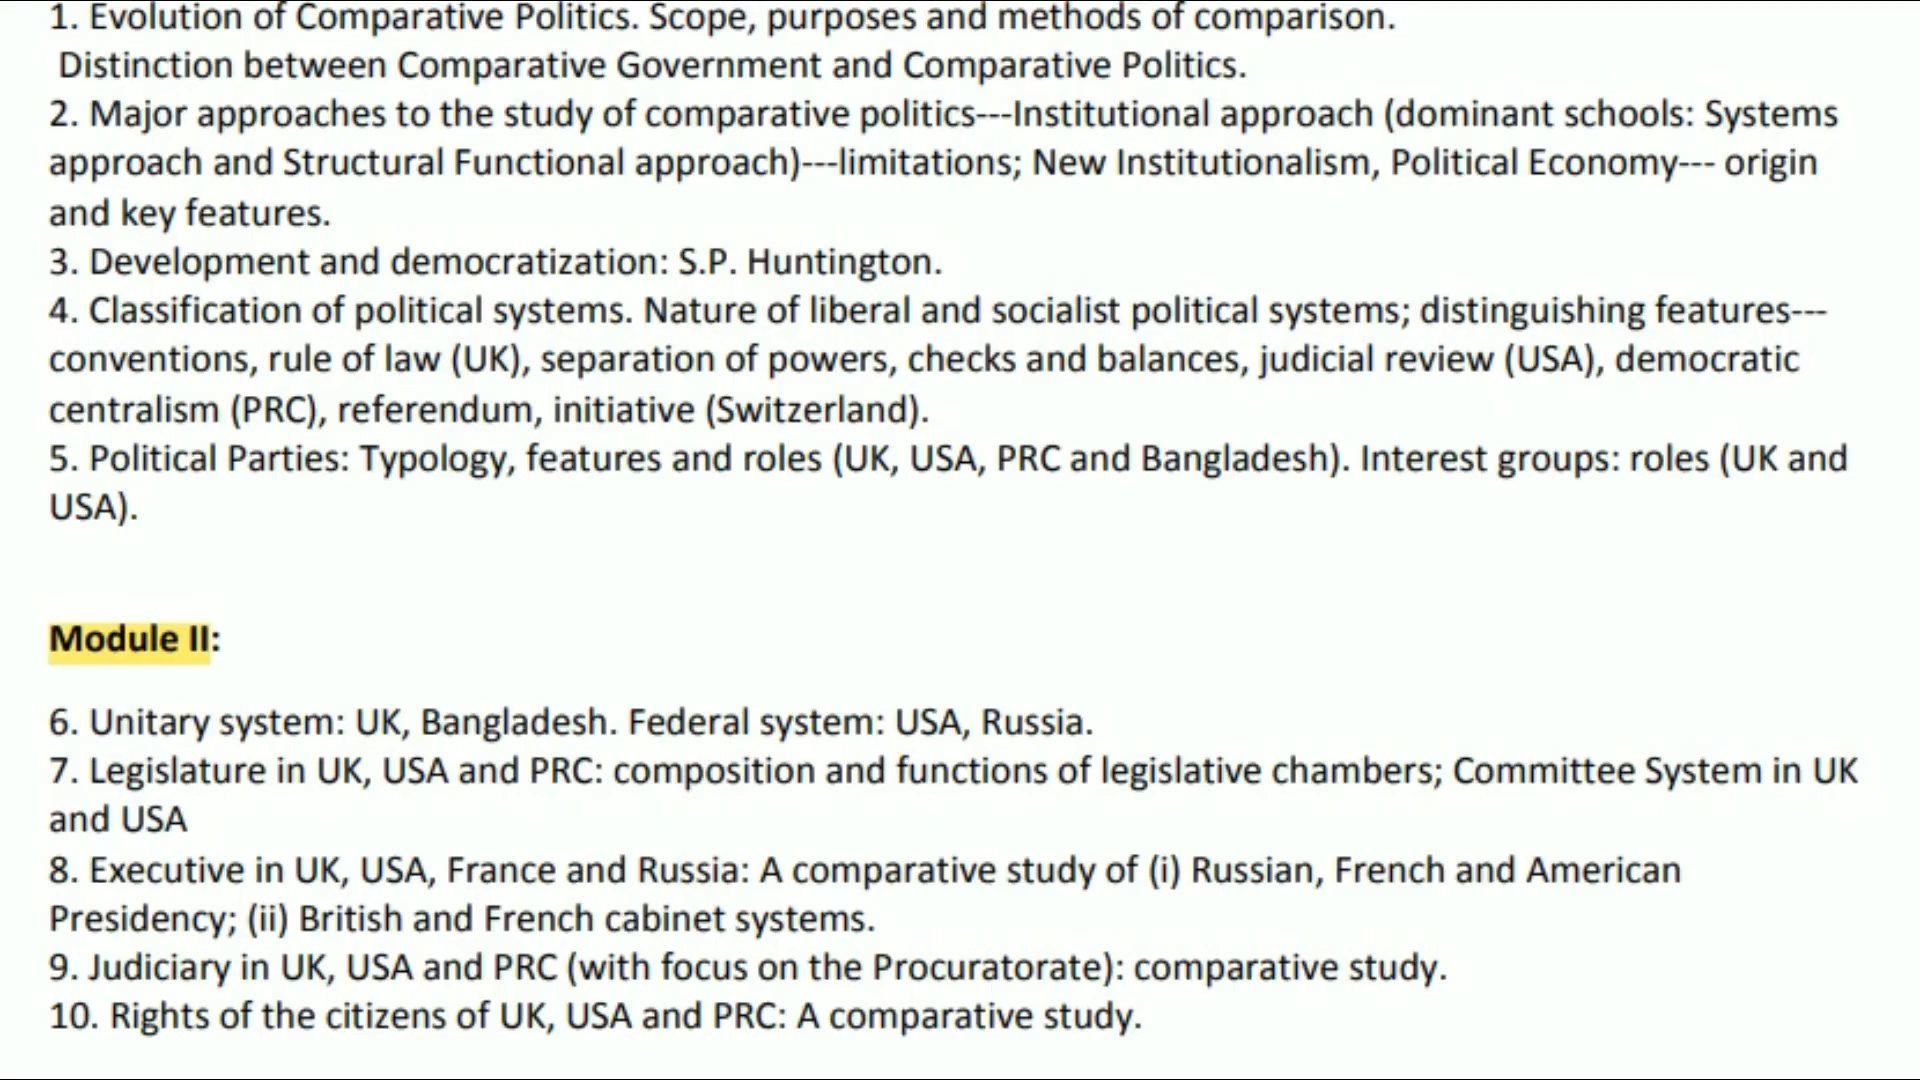 1. Evolution of Comparative Politics. Scope, purposes and methods of comparison.
Distinction between Comparative Government and Comparative Politics.
2. Major approaches to the study of comparative politics---Institutional approach (dominant schools: Systems
approach and Structural Functional approach)---limitations; New Institutionalism, Political Economy--- origin
and key features.
3. Development and democratization: S.P. Huntington.
4. Classification of political systems. Nature of liberal and socialist political systems; distinguishing features---
conventions, rule of law (UK), separation of powers, checks and balances, judicial review (USA), democratic
centralism (PRC), referendum, initiative (Switzerland).
5. Political Parties: Typology, features and roles (UK, USA, PRC and Bangladesh). Interest groups: roles (UK and
USA).
Module II:
6. Unitary system: UK, Bangladesh. Federal system: USA, Russia.
7. Legislature in UK, USA and PRC: composition and functions of legislative chambers; Committee System in UK
and USA
8. Executive in UK, USA, France and Russia: A comparative study of (i) Russian, French and American
Presidency; (ii) British and French cabinet systems.
9. Judiciary in UK, USA and PRC (with focus on the Procuratorate): comparative study.
10. Rights of the citizens of UK, USA and PRC: A comparative study.